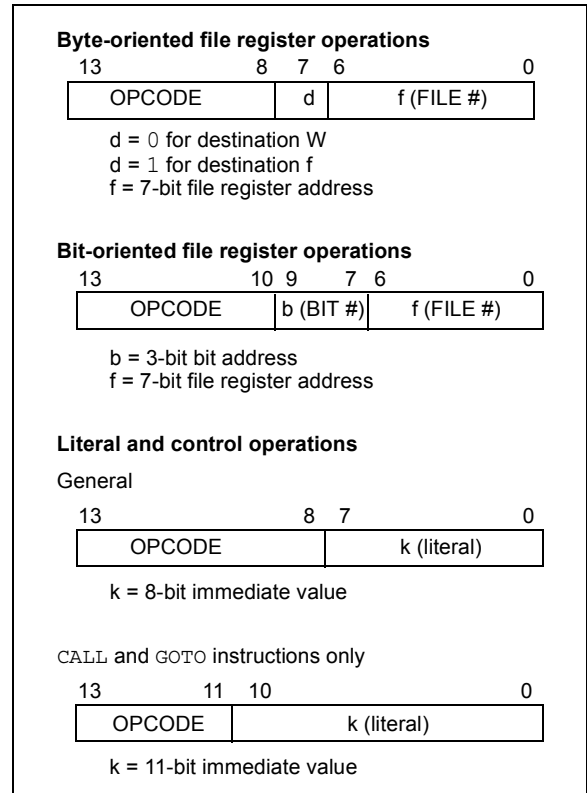 Byte-oriented file register operations
13 8 7 6 0
OPCODE d f (FILE #)
d = 0 for destination W
d = 1 for destination f
f = 7-bit file register address
Bit-oriented file register operations
13 10 9 7 6 0
OPCODE b (BIT #) f (FILE #)
b = 3-bit bit address
f = 7-bit file register address
Literal and control operations
General
13 8 7 0
OPCODE k (literal)
k = 8-bit immediate value
CALL and GOTO instructions only
13 11 10 0
OPCODE k (literal)
k = 11-bit immediate value